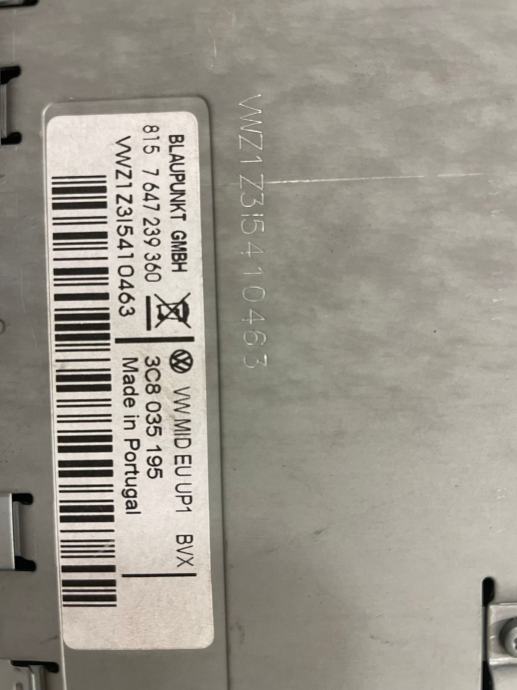 BLAUPUNKT GMBH
815 7 647 239 360
VWZ1Z3I5410463
VW MID EU UP1 BVX
3C8 035 195
Made in Portugal
VWZ1Z3I5410463